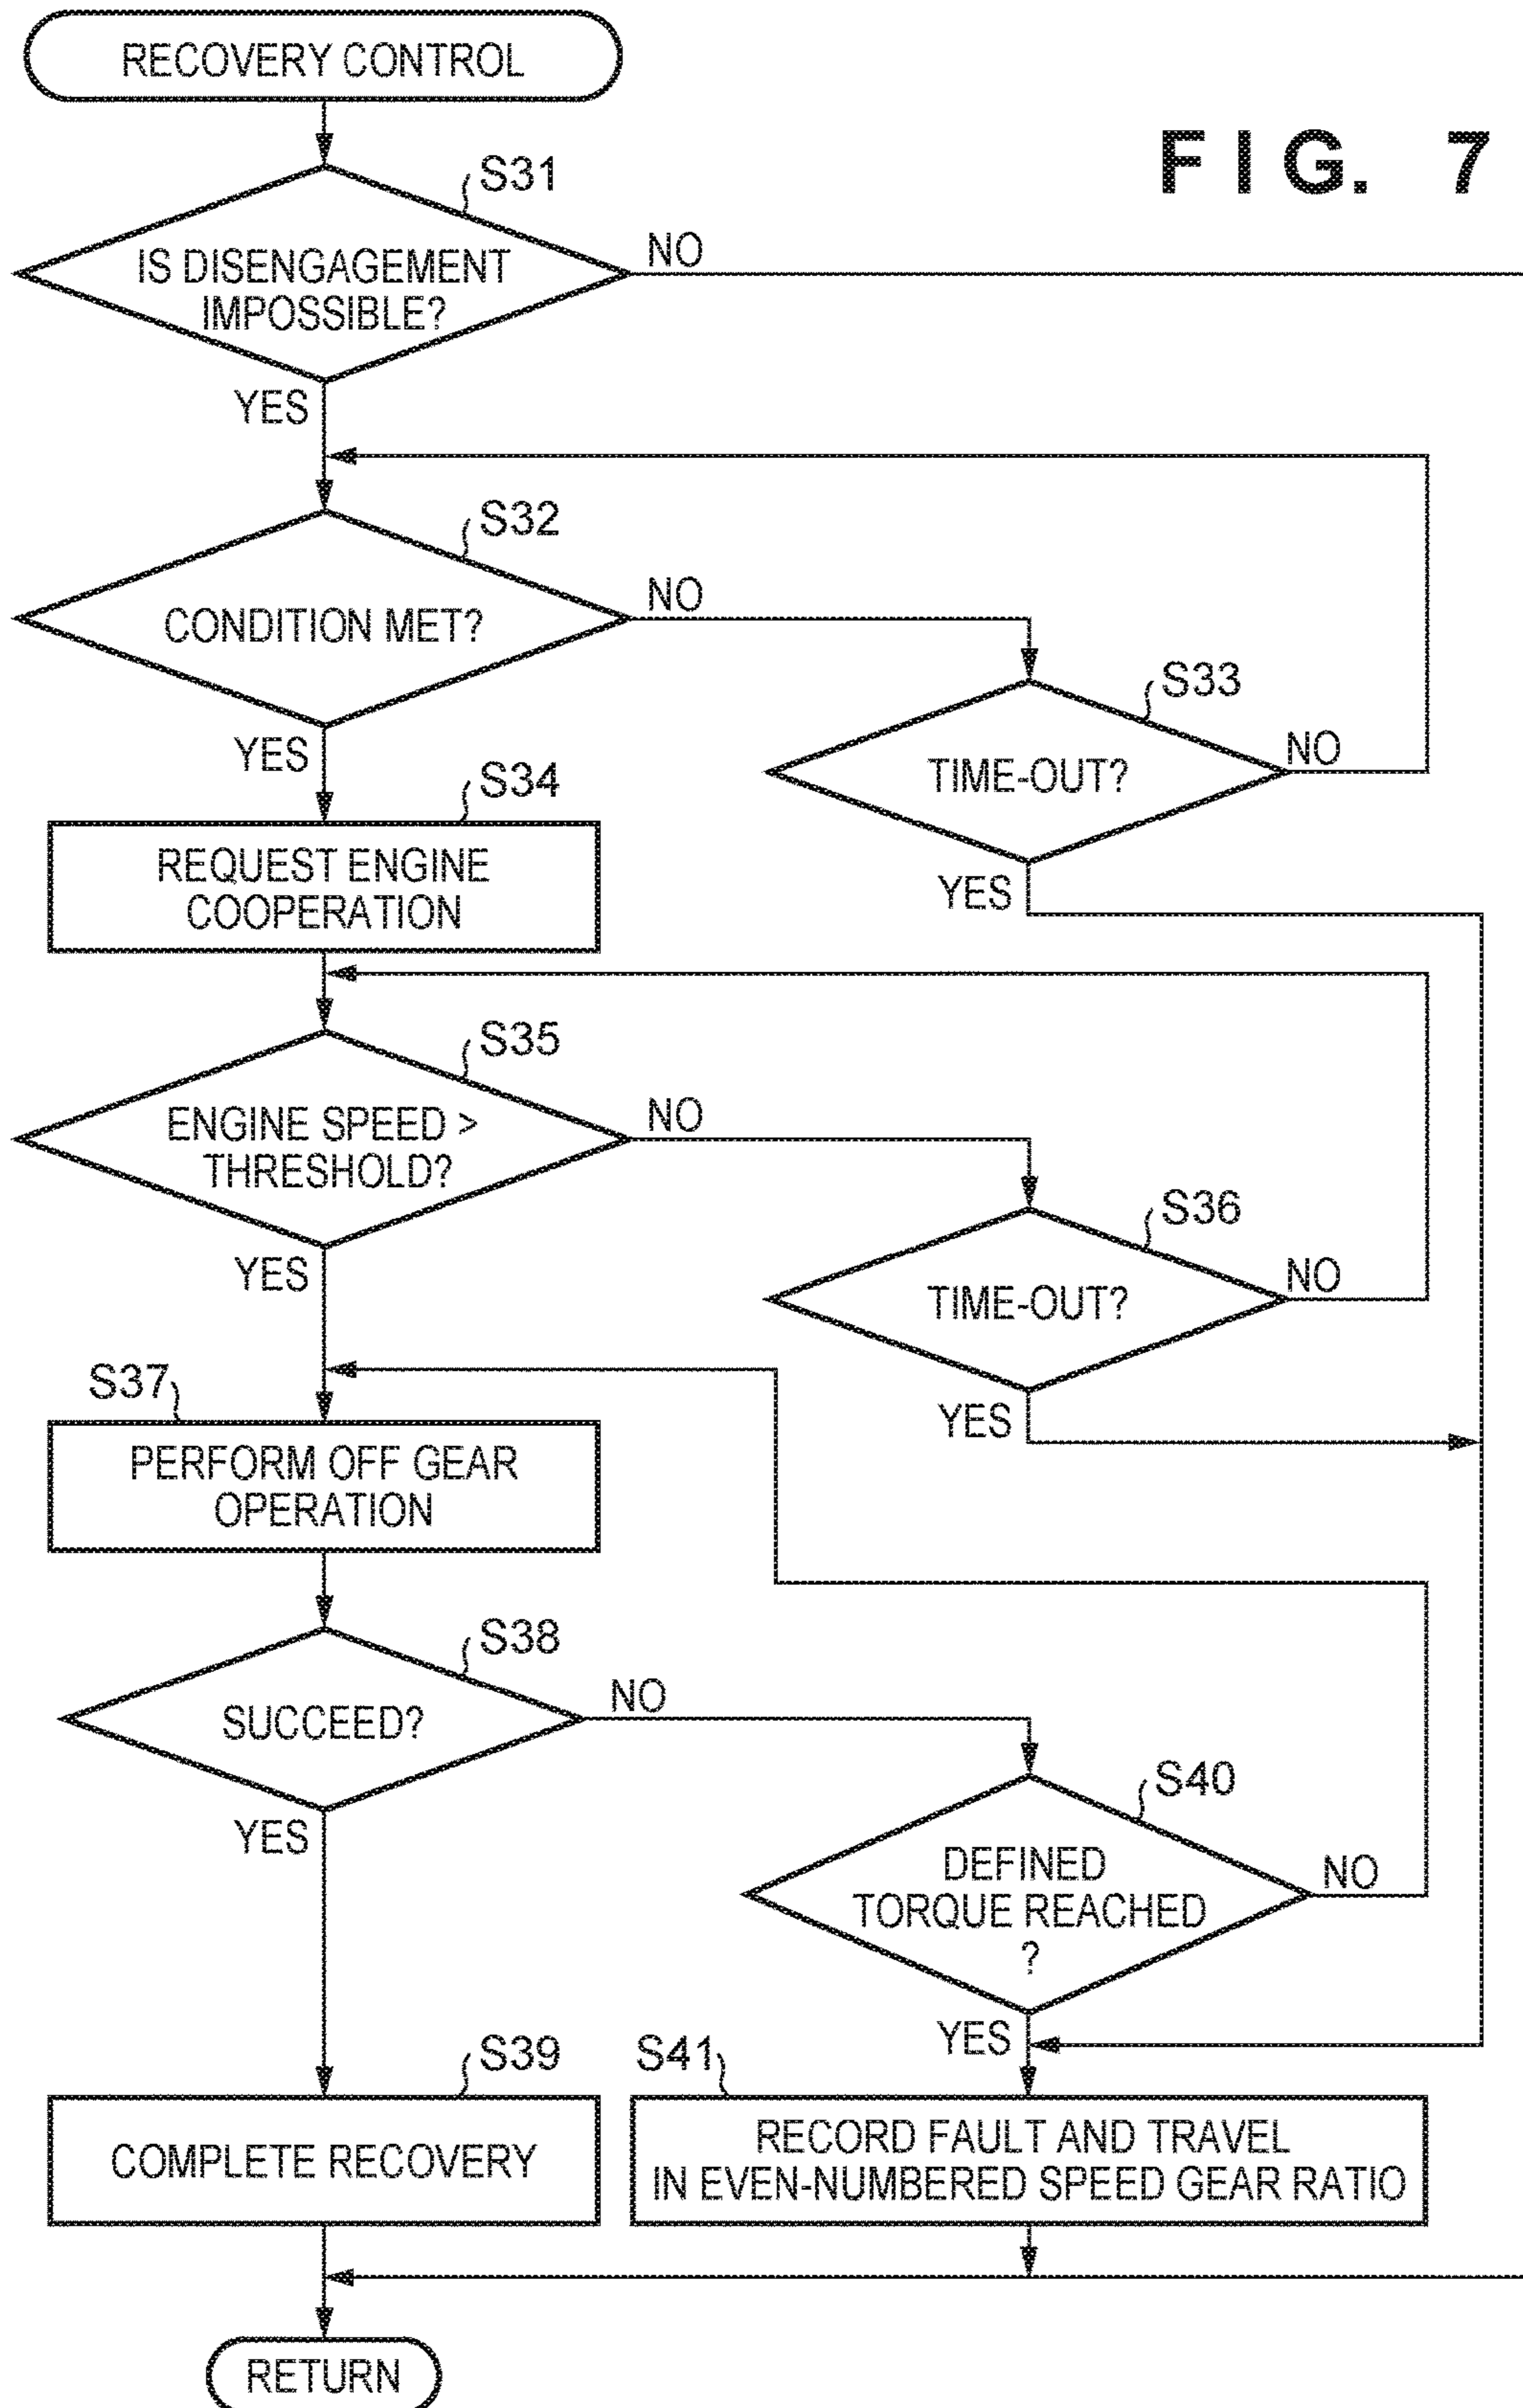 RECOVERY CONTROL
FIG. 7
S31
IS DISENGAGEMENT
IMPOSSIBLE?
NO
YES
S32
CONDITION MET?
NO
YES
S33
TIME-OUT?
NO
YES
S34
REQUEST ENGINE
COOPERATION
S35
ENGINE SPEED >
THRESHOLD?
NO
YES
S36
TIME-OUT?
NO
YES
S37
PERFORM OFF GEAR
OPERATION
S38
SUCCEED?
NO
YES
S40
DEFINED
TORQUE REACHED
?
NO
YES
S39
COMPLETE RECOVERY
S41
RECORD FAULT AND TRAVEL
IN EVEN-NUMBERED SPEED GEAR RATIO
RETURN